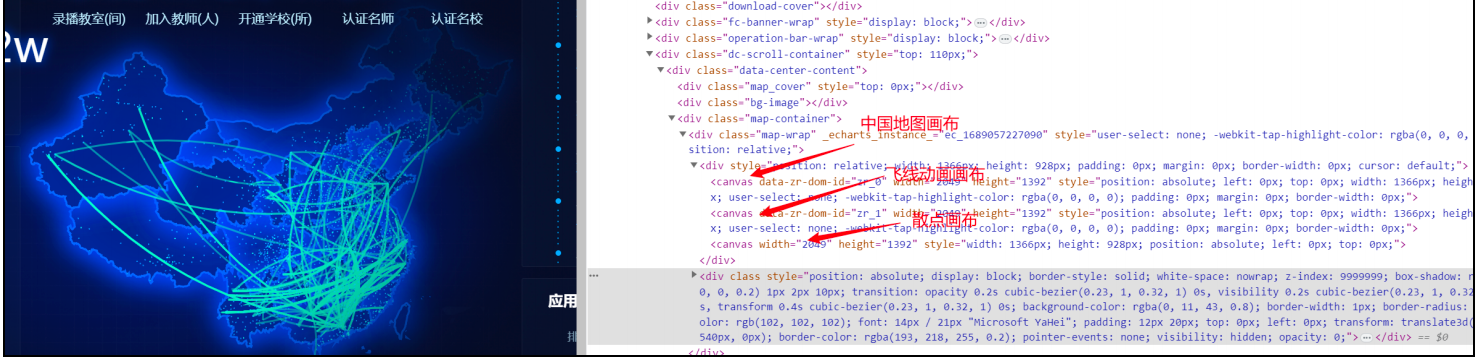 录播教室(间) 加入教师(人) 开通学校(所) 认证名师 认证名校
2w
应用
<div class="download-cover"></div>
<div class="fc-banner-wrap" style="display: block;">…</div>
<div class="operation-bar-wrap" style="display: block;">…</div>
<div class="dc-scroll-container" style="top: 110px;">
<div class="data-center-content">
<div class="map_cover" style="top: 0px;"></div>
<div class="bg-image"></div>
<div class="map-container">
中国地图画布
<div class="map-wrap" _echarts_instance_="ec_1689057227090" style="user-select: none; -webkit-tap-highlight-color: rgba(0, 0, 0,
sition: relative;">
<div style="position: relative; width: 1366px; height: 928px; padding: 0px; margin: 0px; border-width: 0px; cursor: default;">
飞线动画画布
<canvas data-zr-dom-id="zr_0" width="2049" height="1392" style="position: absolute; left: 0px; top: 0px; width: 1366px; heigh
x; user-select: none; -webkit-tap-highlight-color: rgba(0, 0, 0, 0); padding: 0px; margin: 0px; border-width: 0px;">
<canvas data-zr-dom-id="zr_1" width="2049" height="1392" style="position: absolute; left: 0px; top: 0px; width: 1366px; heigh
散点画布
x; user-select: none; -webkit-tap-highlight-color: rgba(0, 0, 0, 0); padding: 0px; margin: 0px; border-width: 0px;">
<canvas width="2049" height="1392" style="width: 1366px; height: 928px; position: absolute; left: 0px; top: 0px;">
</div>
<div class style="position: absolute; display: block; border-style: solid; white-space: nowrap; z-index: 9999999; box-shadow: r
0, 0, 0.2) 1px 2px 10px; transition: opacity 0.2s cubic-bezier(0.23, 1, 0.32, 1) 0s, visibility 0.2s cubic-bezier(0.23, 1, 0.32
s, transform 0.4s cubic-bezier(0.23, 1, 0.32, 1) 0s; background-color: rgba(0, 11, 43, 0.8); border-width: 1px; border-radius:
olor: rgb(102, 102, 102); font: 14px / 21px "Microsoft YaHei"; padding: 12px 20px; top: 0px; left: 0px; transform: translate3d(
540px, 0px); border-color: rgba(193, 218, 255, 0.2); pointer-events: none; visibility: hidden; opacity: 0;">…</div> == $0
</div>